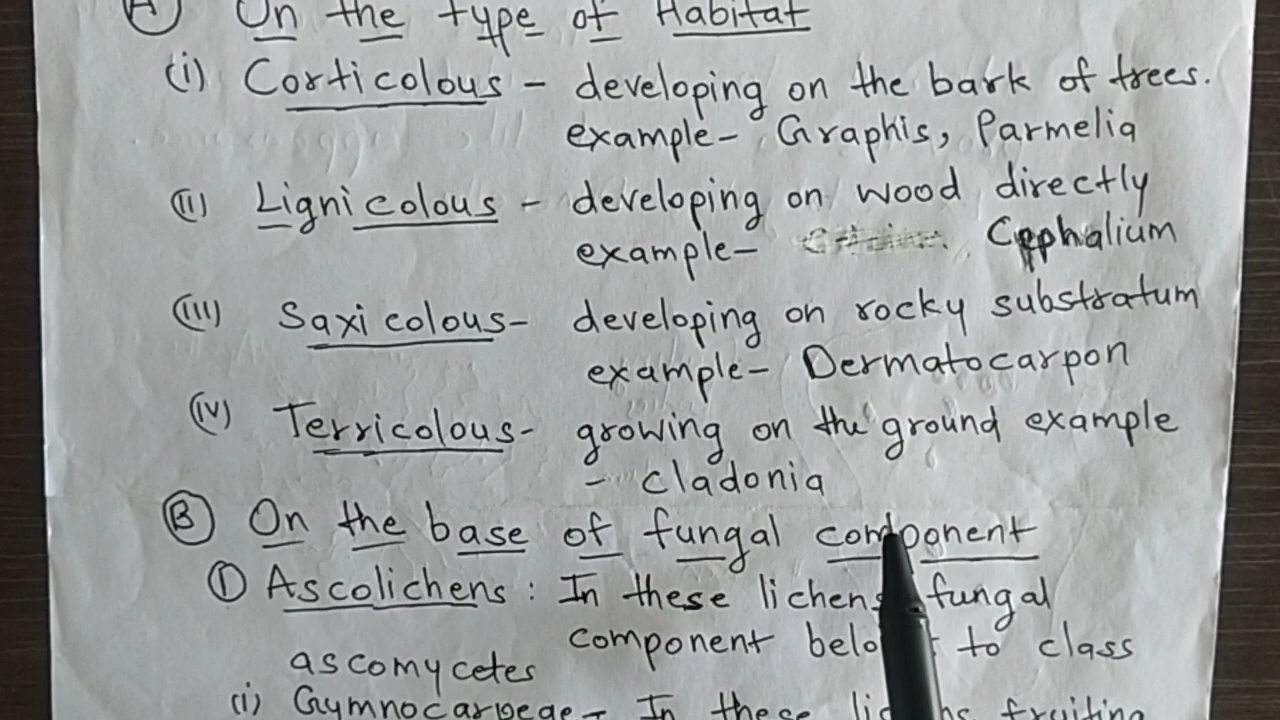 (A) On the type of Habitat
(i) Corticolous - developing on the bark of trees.
example- Graphis, Parmelia
(ii) Lignicolous - developing on wood directly
example- Cyphalium
(iii) Saxicolous- developing on rocky substratum
example- Dermatocarpon
(iv) Terricolous- growing on the ground example
- Cladonia
(B) On the base of fungal component
(1) Ascolichens : In these lichens fungal
component belo to class
ascomycetes
(i) Gymnocarpeae- In these fruiting